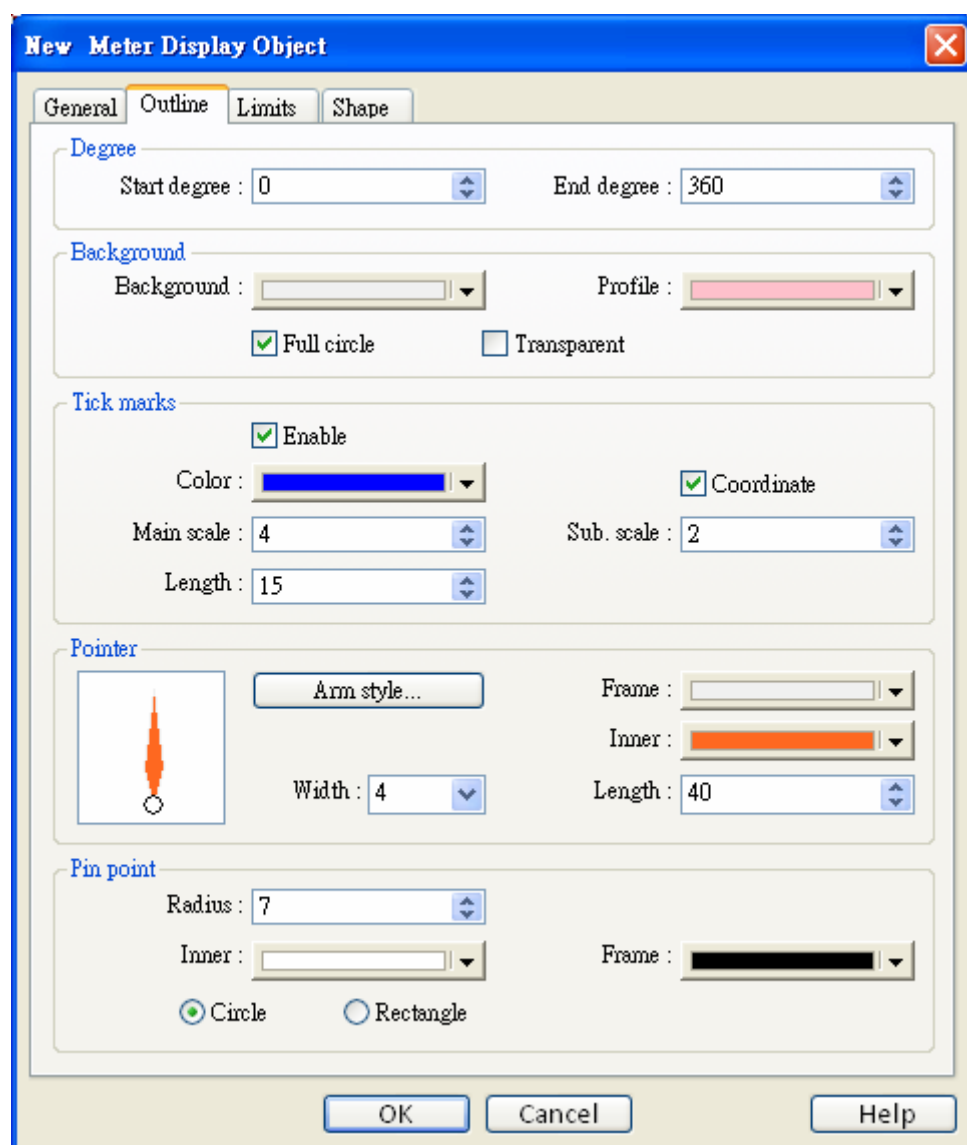 New Meter Display Object
General Outline Limits Shape
Degree
Start degree : 0 End degree : 360
Background
Background : Profile :
Full circle Transparent
Tick marks
Enable
Color : Coordinate
Main scale : 4 Sub. scale : 2
Length : 15
Pointer
Arm style... Frame :
Inner :
Width : 4 Length : 40
Pin point
Radius : 7
Inner : Frame :
Circle Rectangle
OK Cancel Help